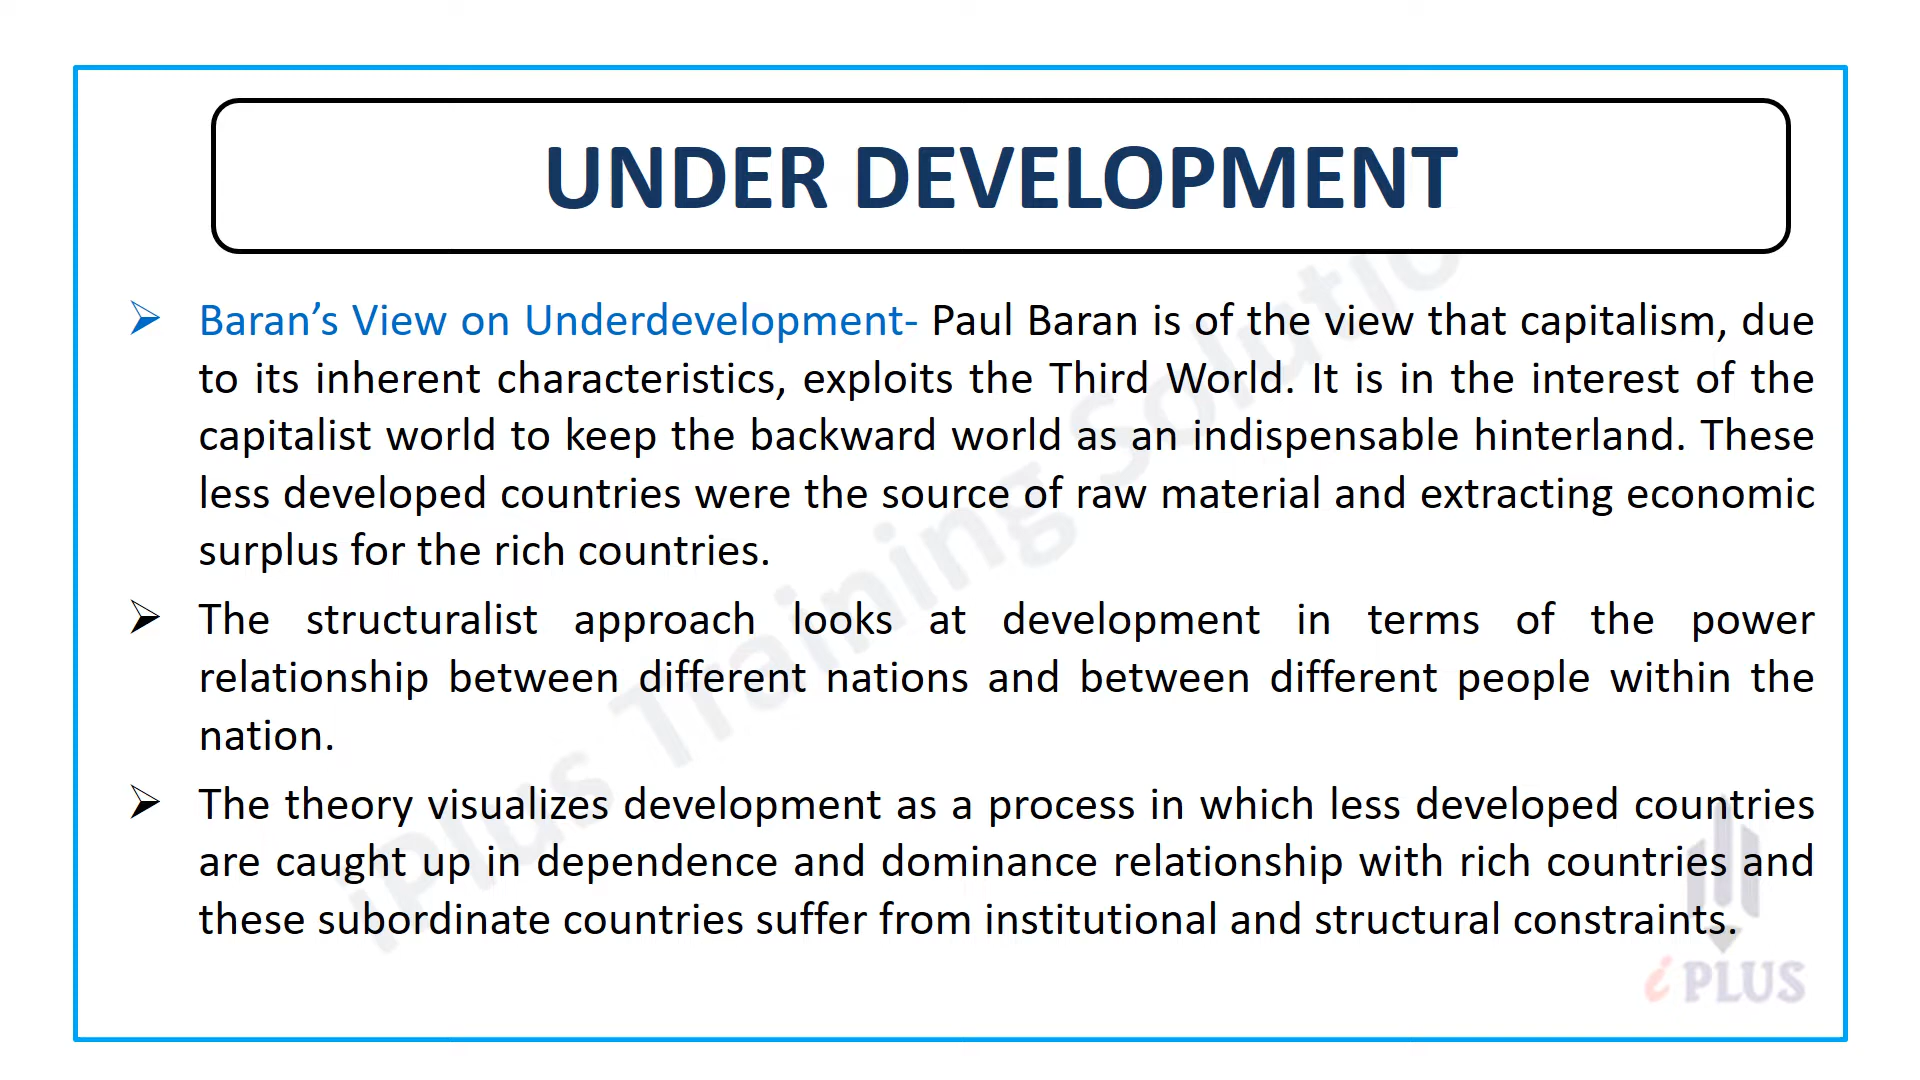 UNDER DEVELOPMENT
➢ Baran’s View on Underdevelopment- Paul Baran is of the view that capitalism, due
to its inherent characteristics, exploits the Third World. It is in the interest of the
capitalist world to keep the backward world as an indispensable hinterland. These
less developed countries were the source of raw material and extracting economic
surplus for the rich countries.
➢ The structuralist approach looks at development in terms of the power
relationship between different nations and between different people within the
nation.
➢ The theory visualizes development as a process in which less developed countries
are caught up in dependence and dominance relationship with rich countries and
these subordinate countries suffer from institutional and structural constraints.
iPlus Training Solutio
i PLUS